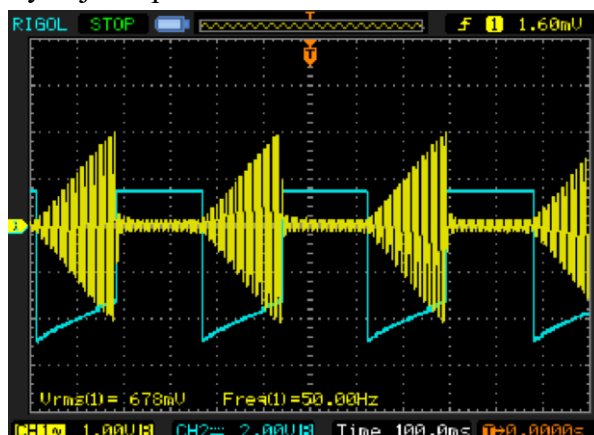 RIGOL STOP T f 1 1.60mV
T
Vrms(1)= 678mV Freq(1)=50.00Hz
CH1~ 1.00V CH2 2.00V Time 100.0ms T→0.0000s